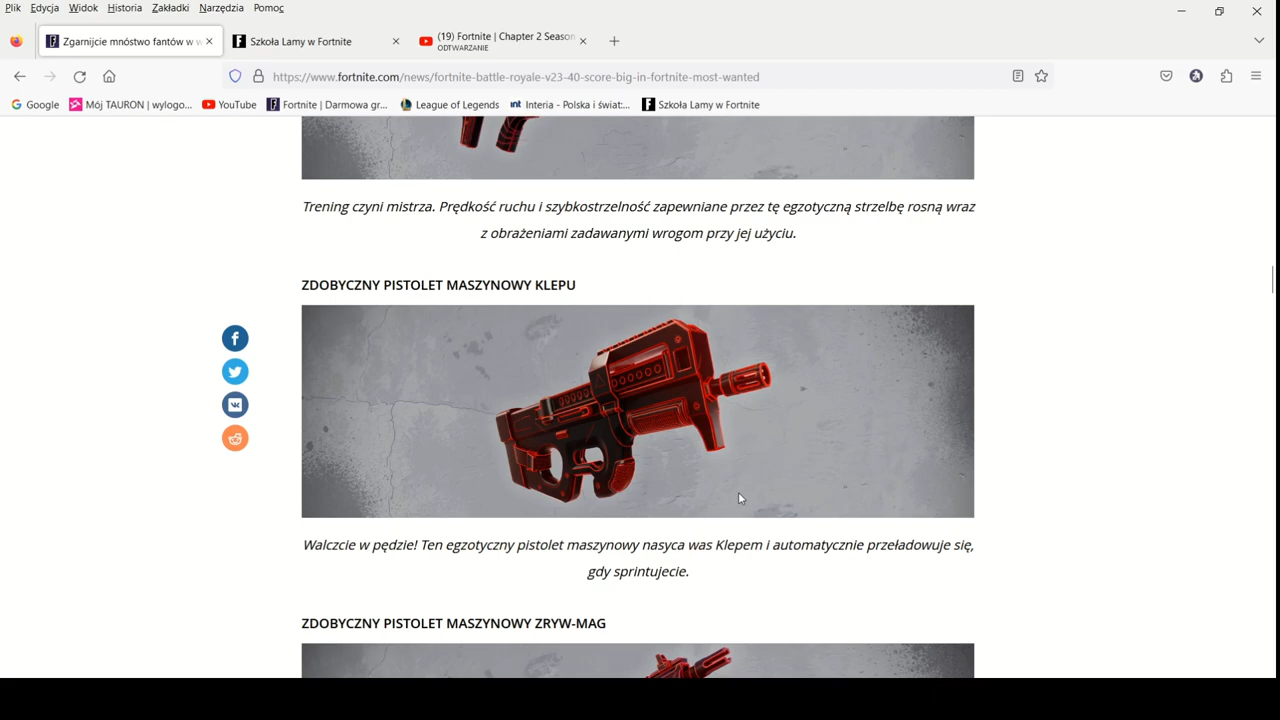 Plik Edycja Widok Historia Zakładki Narzędzia Pomoc
Zgarnijcie mnóstwo fantów w w
Szkoła Lamy w Fortnite
(19) Fortnite | Chapter 2 Season
ODTWARZANIE
https://www.fortnite.com/news/fortnite-battle-royale-v23-40-score-big-in-fortnite-most-wanted
Google Mój TAURON | wylogo... YouTube Fortnite | Darmowa gr... League of Legends Interia - Polska i świat:... Szkoła Lamy w Fortnite
Trening czyni mistrza. Prędkość ruchu i szybkostrzelność zapewniane przez tę egzotyczną strzelbę rosną wraz
z obrażeniami zadawanymi wrogom przy jej użyciu.
ZDOBYCZNY PISTOLET MASZYNOWY KLEPU
Walczcie w pędzie! Ten egzotyczny pistolet maszynowy nasyca was Klepem i automatycznie przeładowuje się,
gdy sprintujecie.
ZDOBYCZNY PISTOLET MASZYNOWY ZRYW-MAG